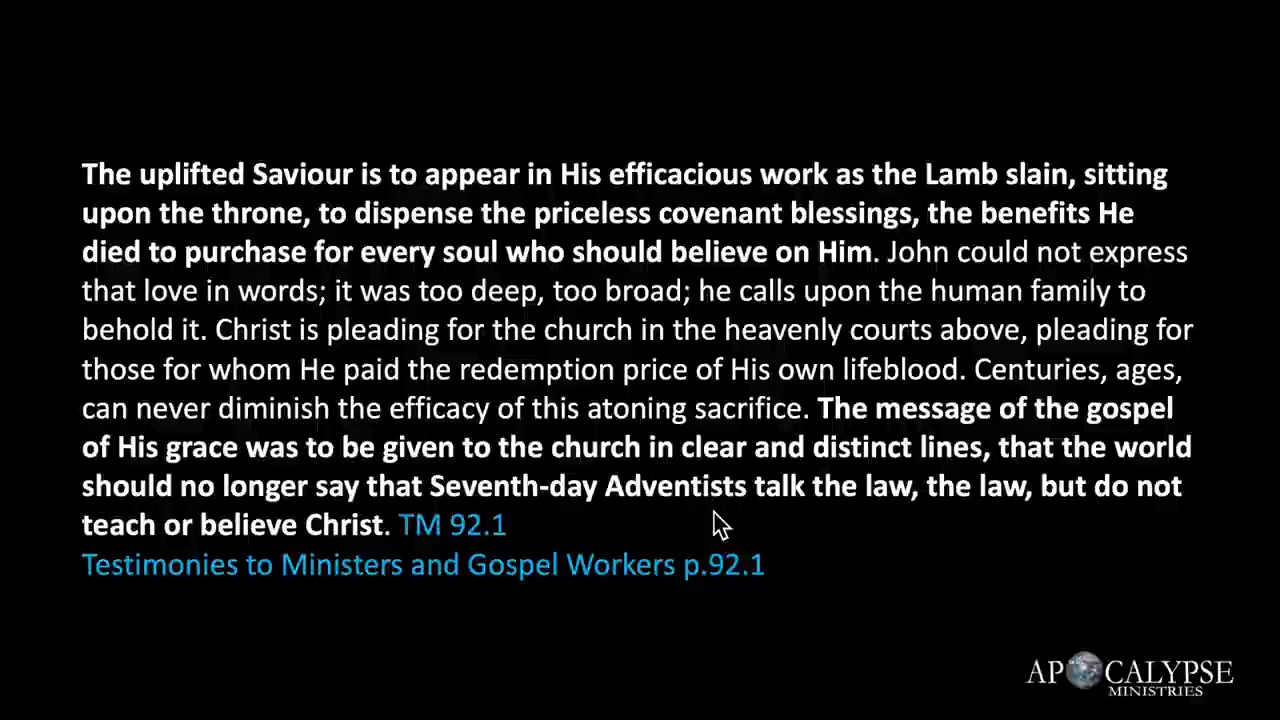 The uplifted Saviour is to appear in His efficacious work as the Lamb slain, sitting
upon the throne, to dispense the priceless covenant blessings, the benefits He
died to purchase for every soul who should believe on Him. John could not express
that love in words; it was too deep, too broad; he calls upon the human family to
behold it. Christ is pleading for the church in the heavenly courts above, pleading for
those for whom He paid the redemption price of His own lifeblood. Centuries, ages,
can never diminish the efficacy of this atoning sacrifice. The message of the gospel
of His grace was to be given to the church in clear and distinct lines, that the world
should no longer say that Seventh-day Adventists talk the law, the law, but do not
teach or believe Christ. TM 92.1
Testimonies to Ministers and Gospel Workers p.92.1
APOCALYPSE
MINISTRIES